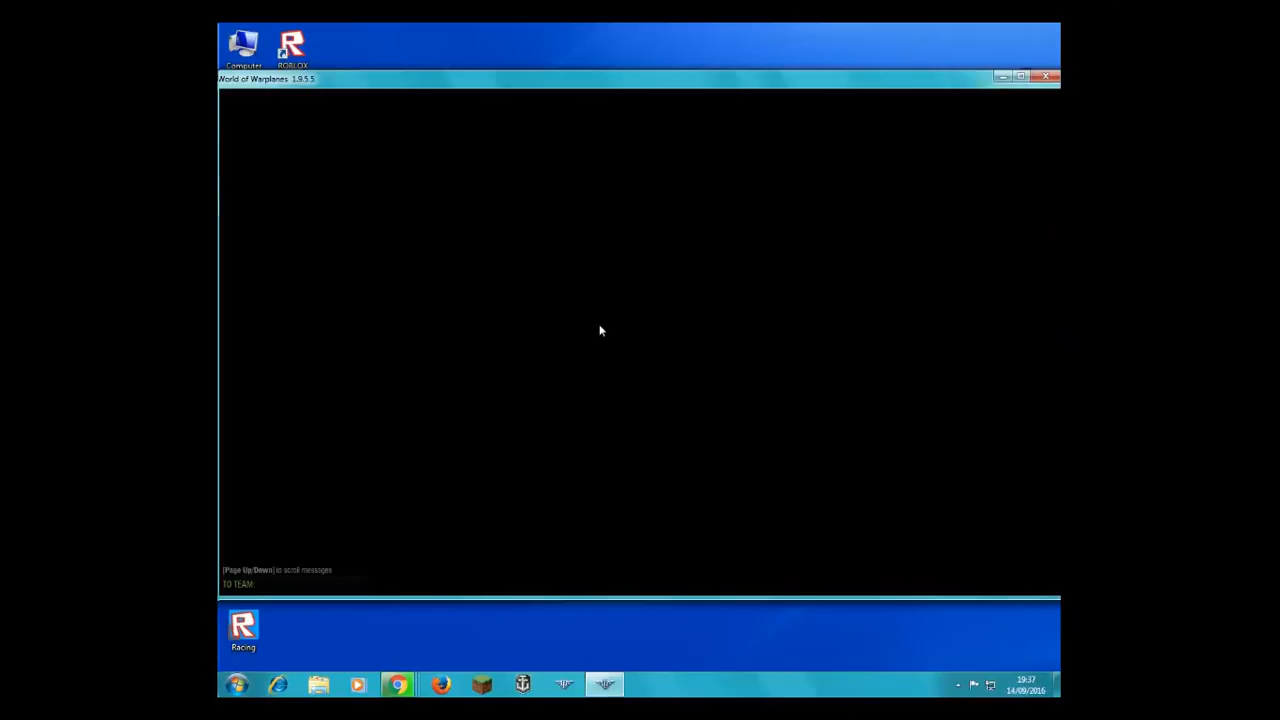 Computer
ROBLOX
World of Warplanes 1.9.5.5.
[Page Up/Down] to scroll messages
TO TEAM:
Racing
19:37
14/09/2016